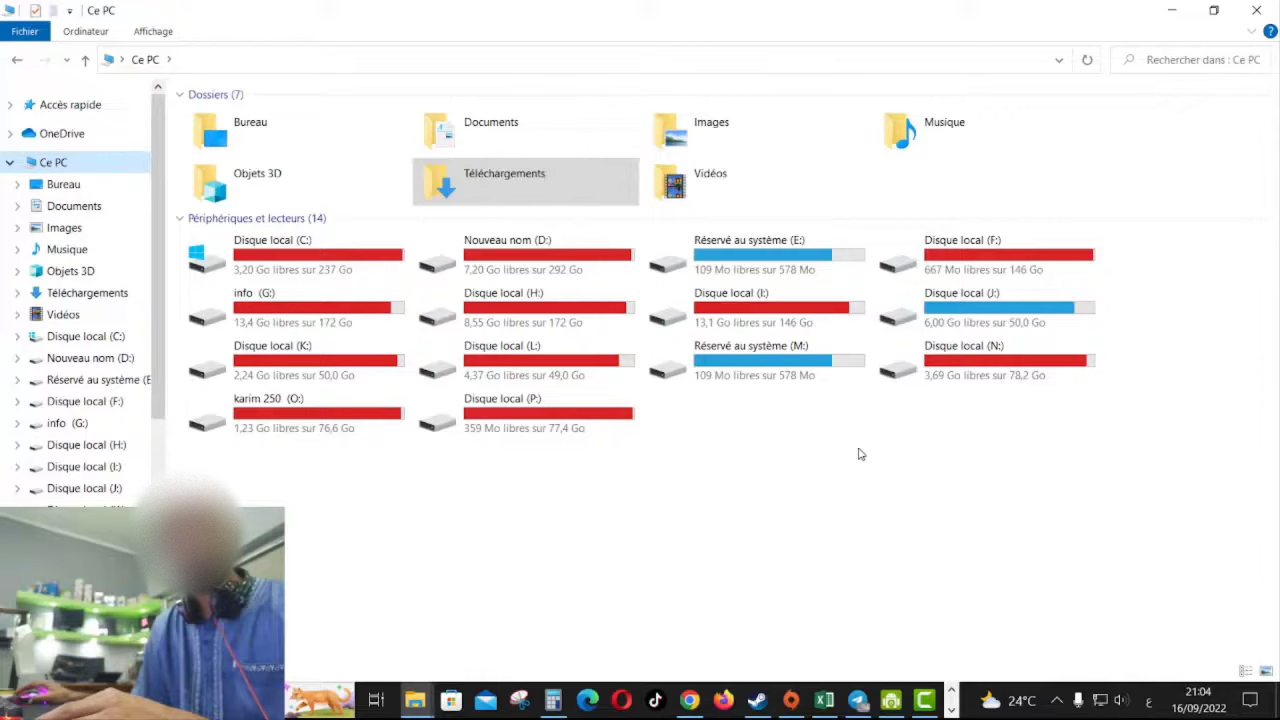 Ce PC
Fichier
Ordinateur
Affichage
Ce PC
Rechercher dans : Ce PC
Accès rapide
OneDrive
Ce PC
Bureau
Documents
Images
Musique
Objets 3D
Téléchargements
Vidéos
Disque local (C:)
Nouveau nom (D:)
Réservé au système (E
Disque local (F:)
info (G:)
Disque local (H:)
Disque local (I:)
Disque local (J:)
Dossiers (7)
Bureau
Documents
Images
Musique
Objets 3D
Téléchargements
Vidéos
Périphériques et lecteurs (14)
Disque local (C:)
3,20 Go libres sur 237 Go
Nouveau nom (D:)
7,20 Go libres sur 292 Go
Réservé au système (E:)
109 Mo libres sur 578 Mo
Disque local (F:)
667 Mo libres sur 146 Go
info (G:)
13,4 Go libres sur 172 Go
Disque local (H:)
8,55 Go libres sur 172 Go
Disque local (I:)
13,1 Go libres sur 146 Go
Disque local (J:)
6,00 Go libres sur 50,0 Go
Disque local (K:)
2,24 Go libres sur 50,0 Go
Disque local (L:)
4,37 Go libres sur 49,0 Go
Réservé au système (M:)
109 Mo libres sur 578 Mo
Disque local (N:)
3,69 Go libres sur 78,2 Go
karim 250 (O:)
1,23 Go libres sur 76,6 Go
Disque local (P:)
359 Mo libres sur 77,4 Go
24°C
ع
21:04
16/09/2022